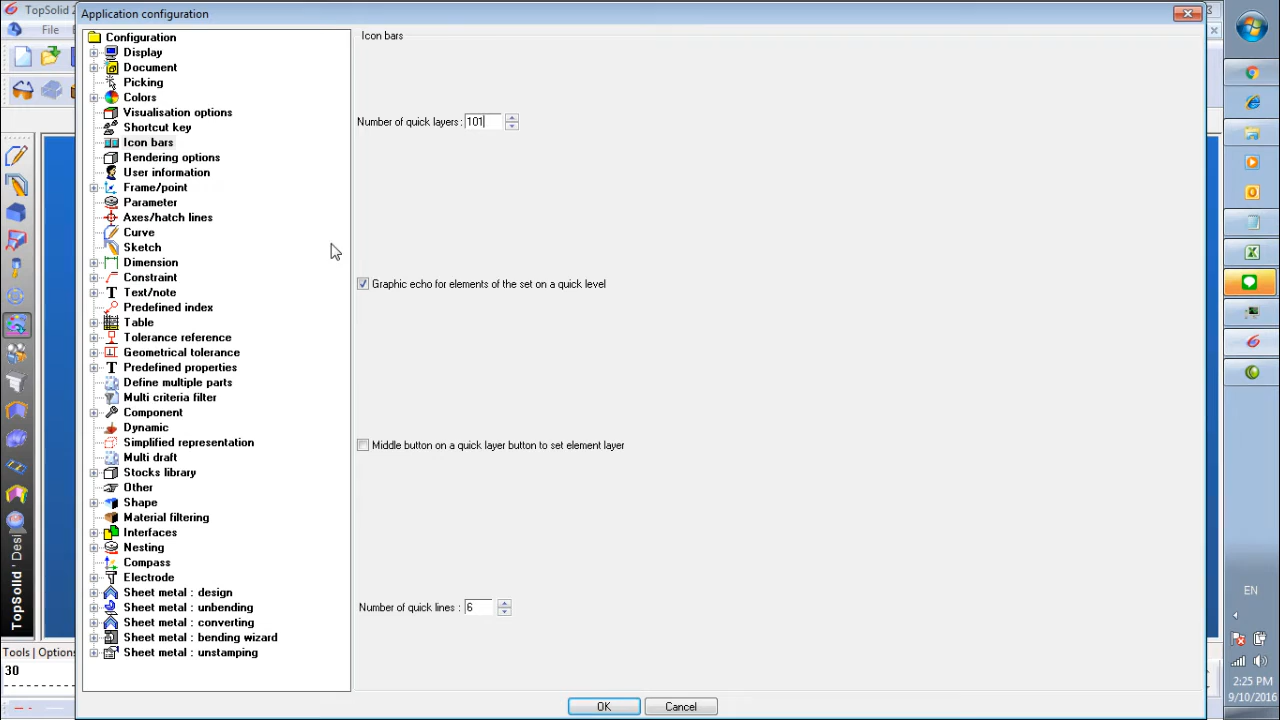 TopSolid 2
Application configuration
File
Configuration
Display
Document
Picking
Colors
Visualisation options
Shortcut key
Icon bars
Rendering options
User information
Frame/point
Parameter
Axes/hatch lines
Curve
Sketch
Dimension
Constraint
Text/note
Predefined index
Table
Tolerance reference
Geometrical tolerance
Predefined properties
Define multiple parts
Multi criteria filter
Component
Dynamic
Simplified representation
Multi draft
Stocks library
Other
Shape
Material filtering
Interfaces
Nesting
Compass
Electrode
Sheet metal : design
Sheet metal : unbending
Sheet metal : converting
Sheet metal : bending wizard
Sheet metal : unstamping
Icon bars
Number of quick layers : 101
Graphic echo for elements of the set on a quick level
Middle button on a quick layer button to set element layer
Number of quick lines : 6
OK
Cancel
TopSolid ' Desi
Tools | Options
30
EN
2:25 PM
9/10/2016